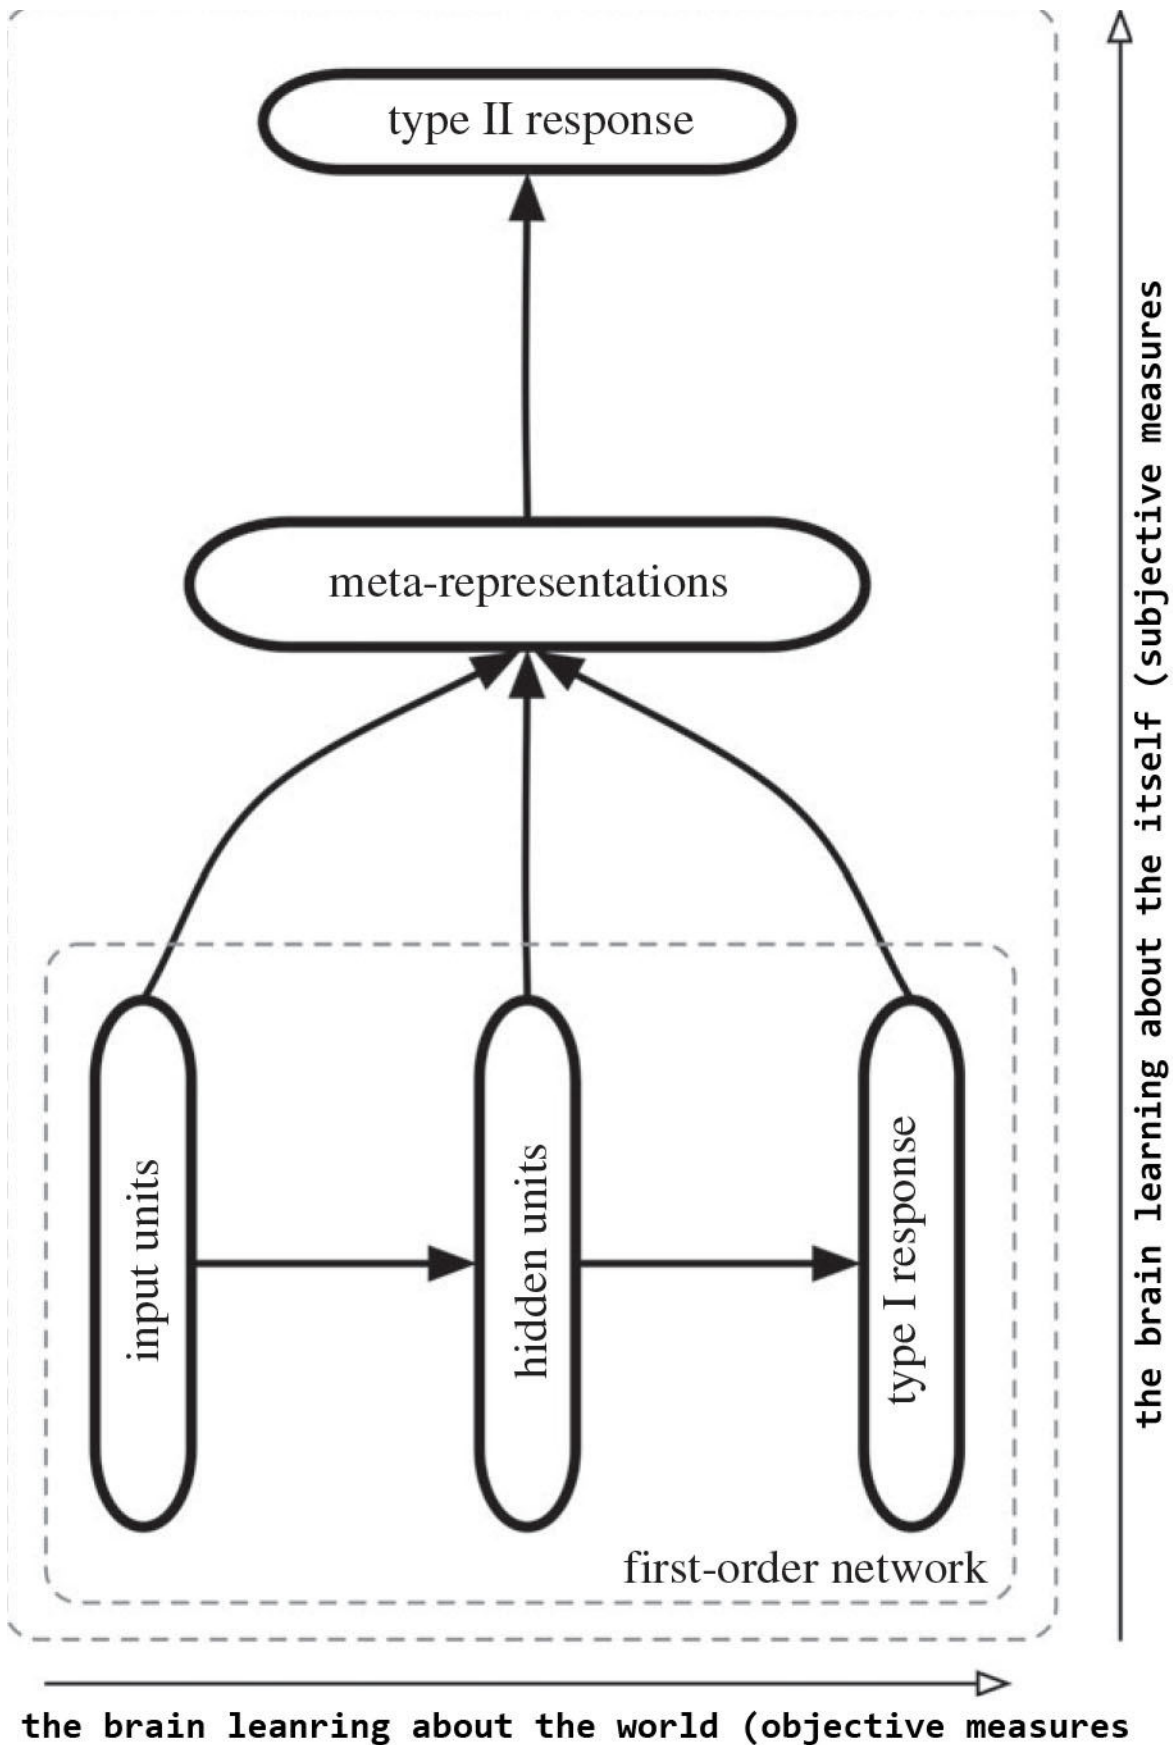 type II response
meta-representations
input units
hidden units
type I response
first-order network
the brain learning about the itself (subjective measures
the brain leanring about the world (objective measures